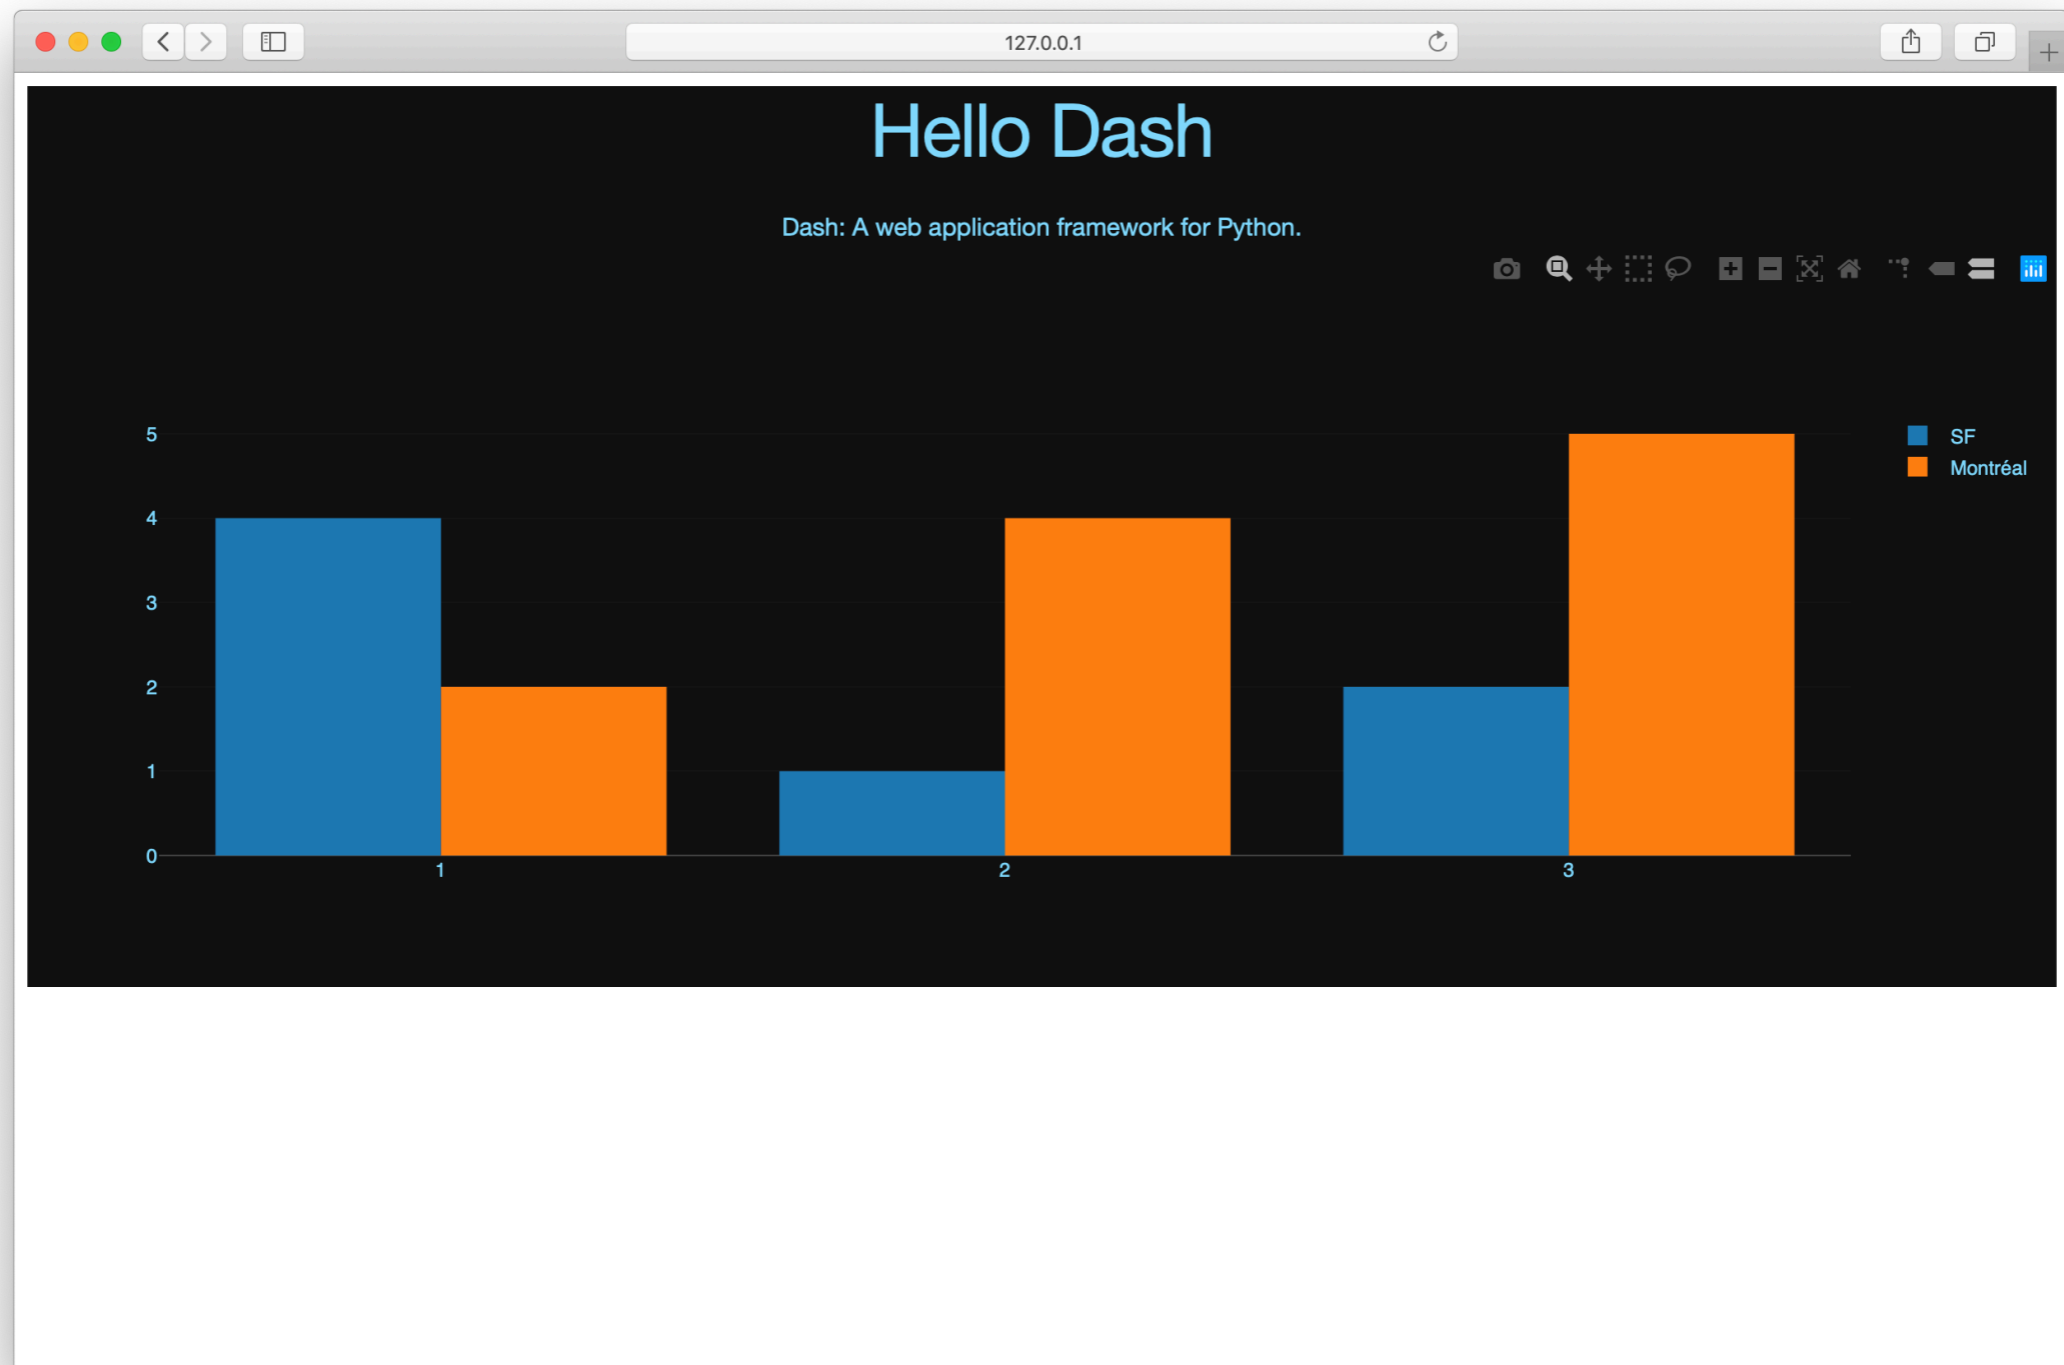 127.0.0.1
Hello Dash
Dash: A web application framework for Python.
5
4
3
2
1
0
1
2
3
SF
Montréal